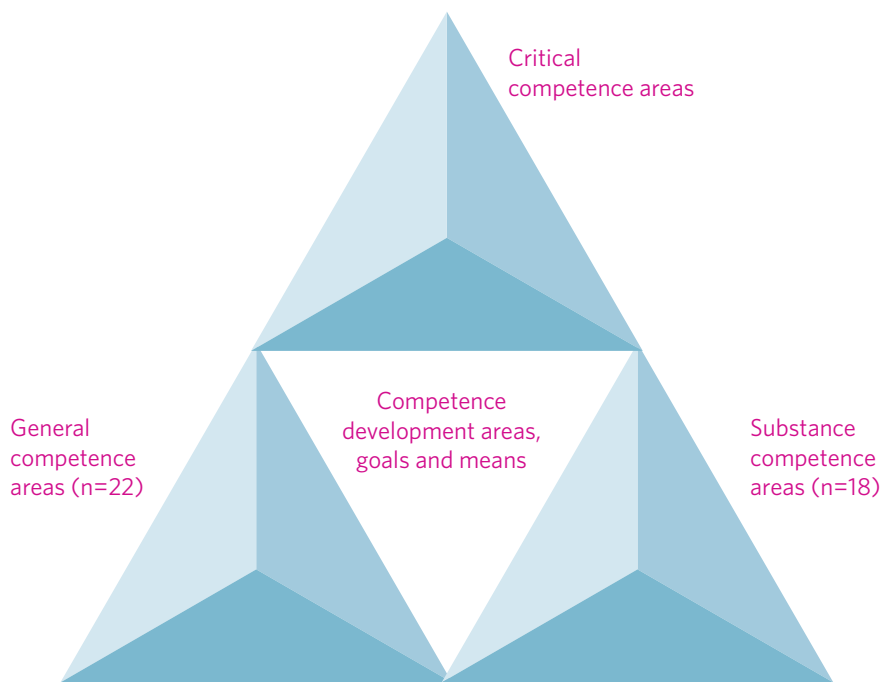 Critical
competence areas
Competence
development areas,
goals and means
General
competence
areas (n=22)
Substance
competence
areas (n=18)